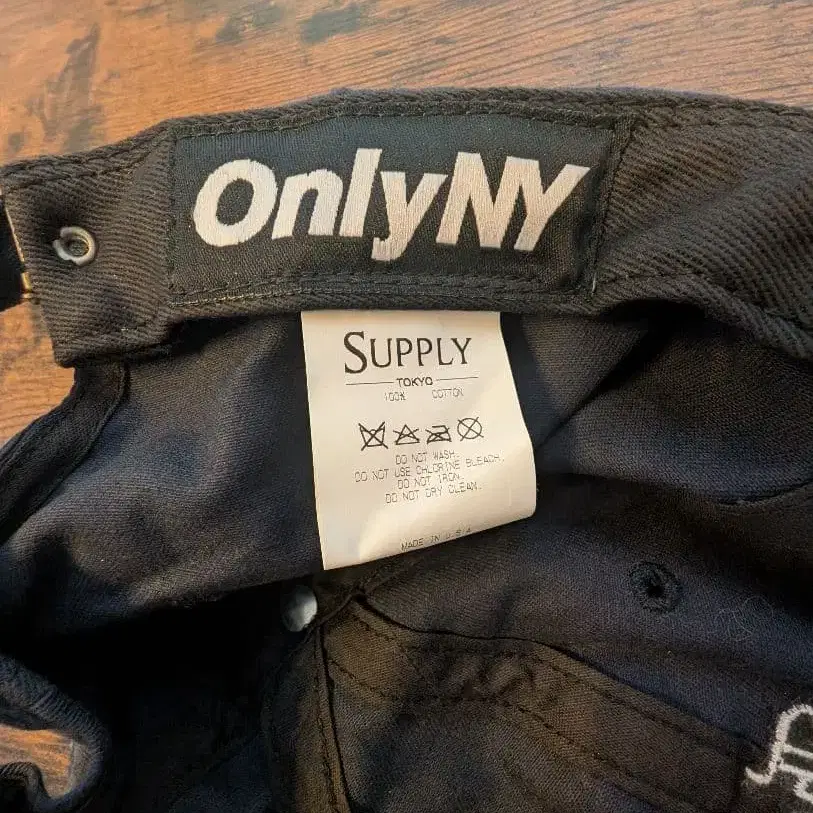 OnlyNY
SUPPLY
TOKYO
100% COTTON
DO NOT WASH.
DO NOT USE CHLORINE BLEACH.
DO NOT IRON.
DO NOT DRY CLEAN.
MADE IN U.S.A